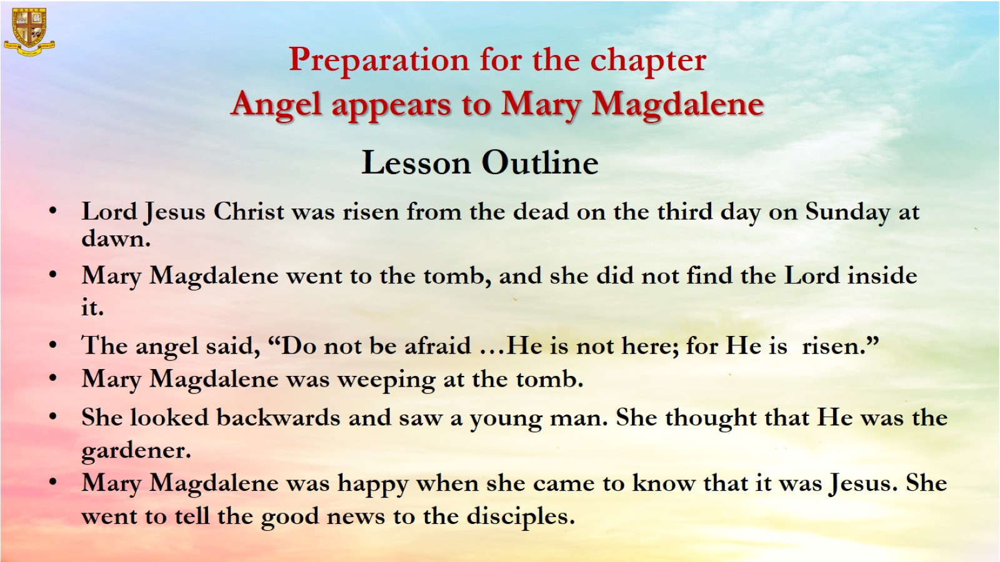 Preparation for the chapter
Angel appears to Mary Magdalene
Lesson Outline
• Lord Jesus Christ was risen from the dead on the third day on Sunday at
dawn.
• Mary Magdalene went to the tomb, and she did not find the Lord inside
it.
• The angel said, “Do not be afraid …He is not here; for He is  risen.”
• Mary Magdalene was weeping at the tomb.
• She looked backwards and saw a young man. She thought that He was the
gardener.
• Mary Magdalene was happy when she came to know that it was Jesus. She
went to tell the good news to the disciples.